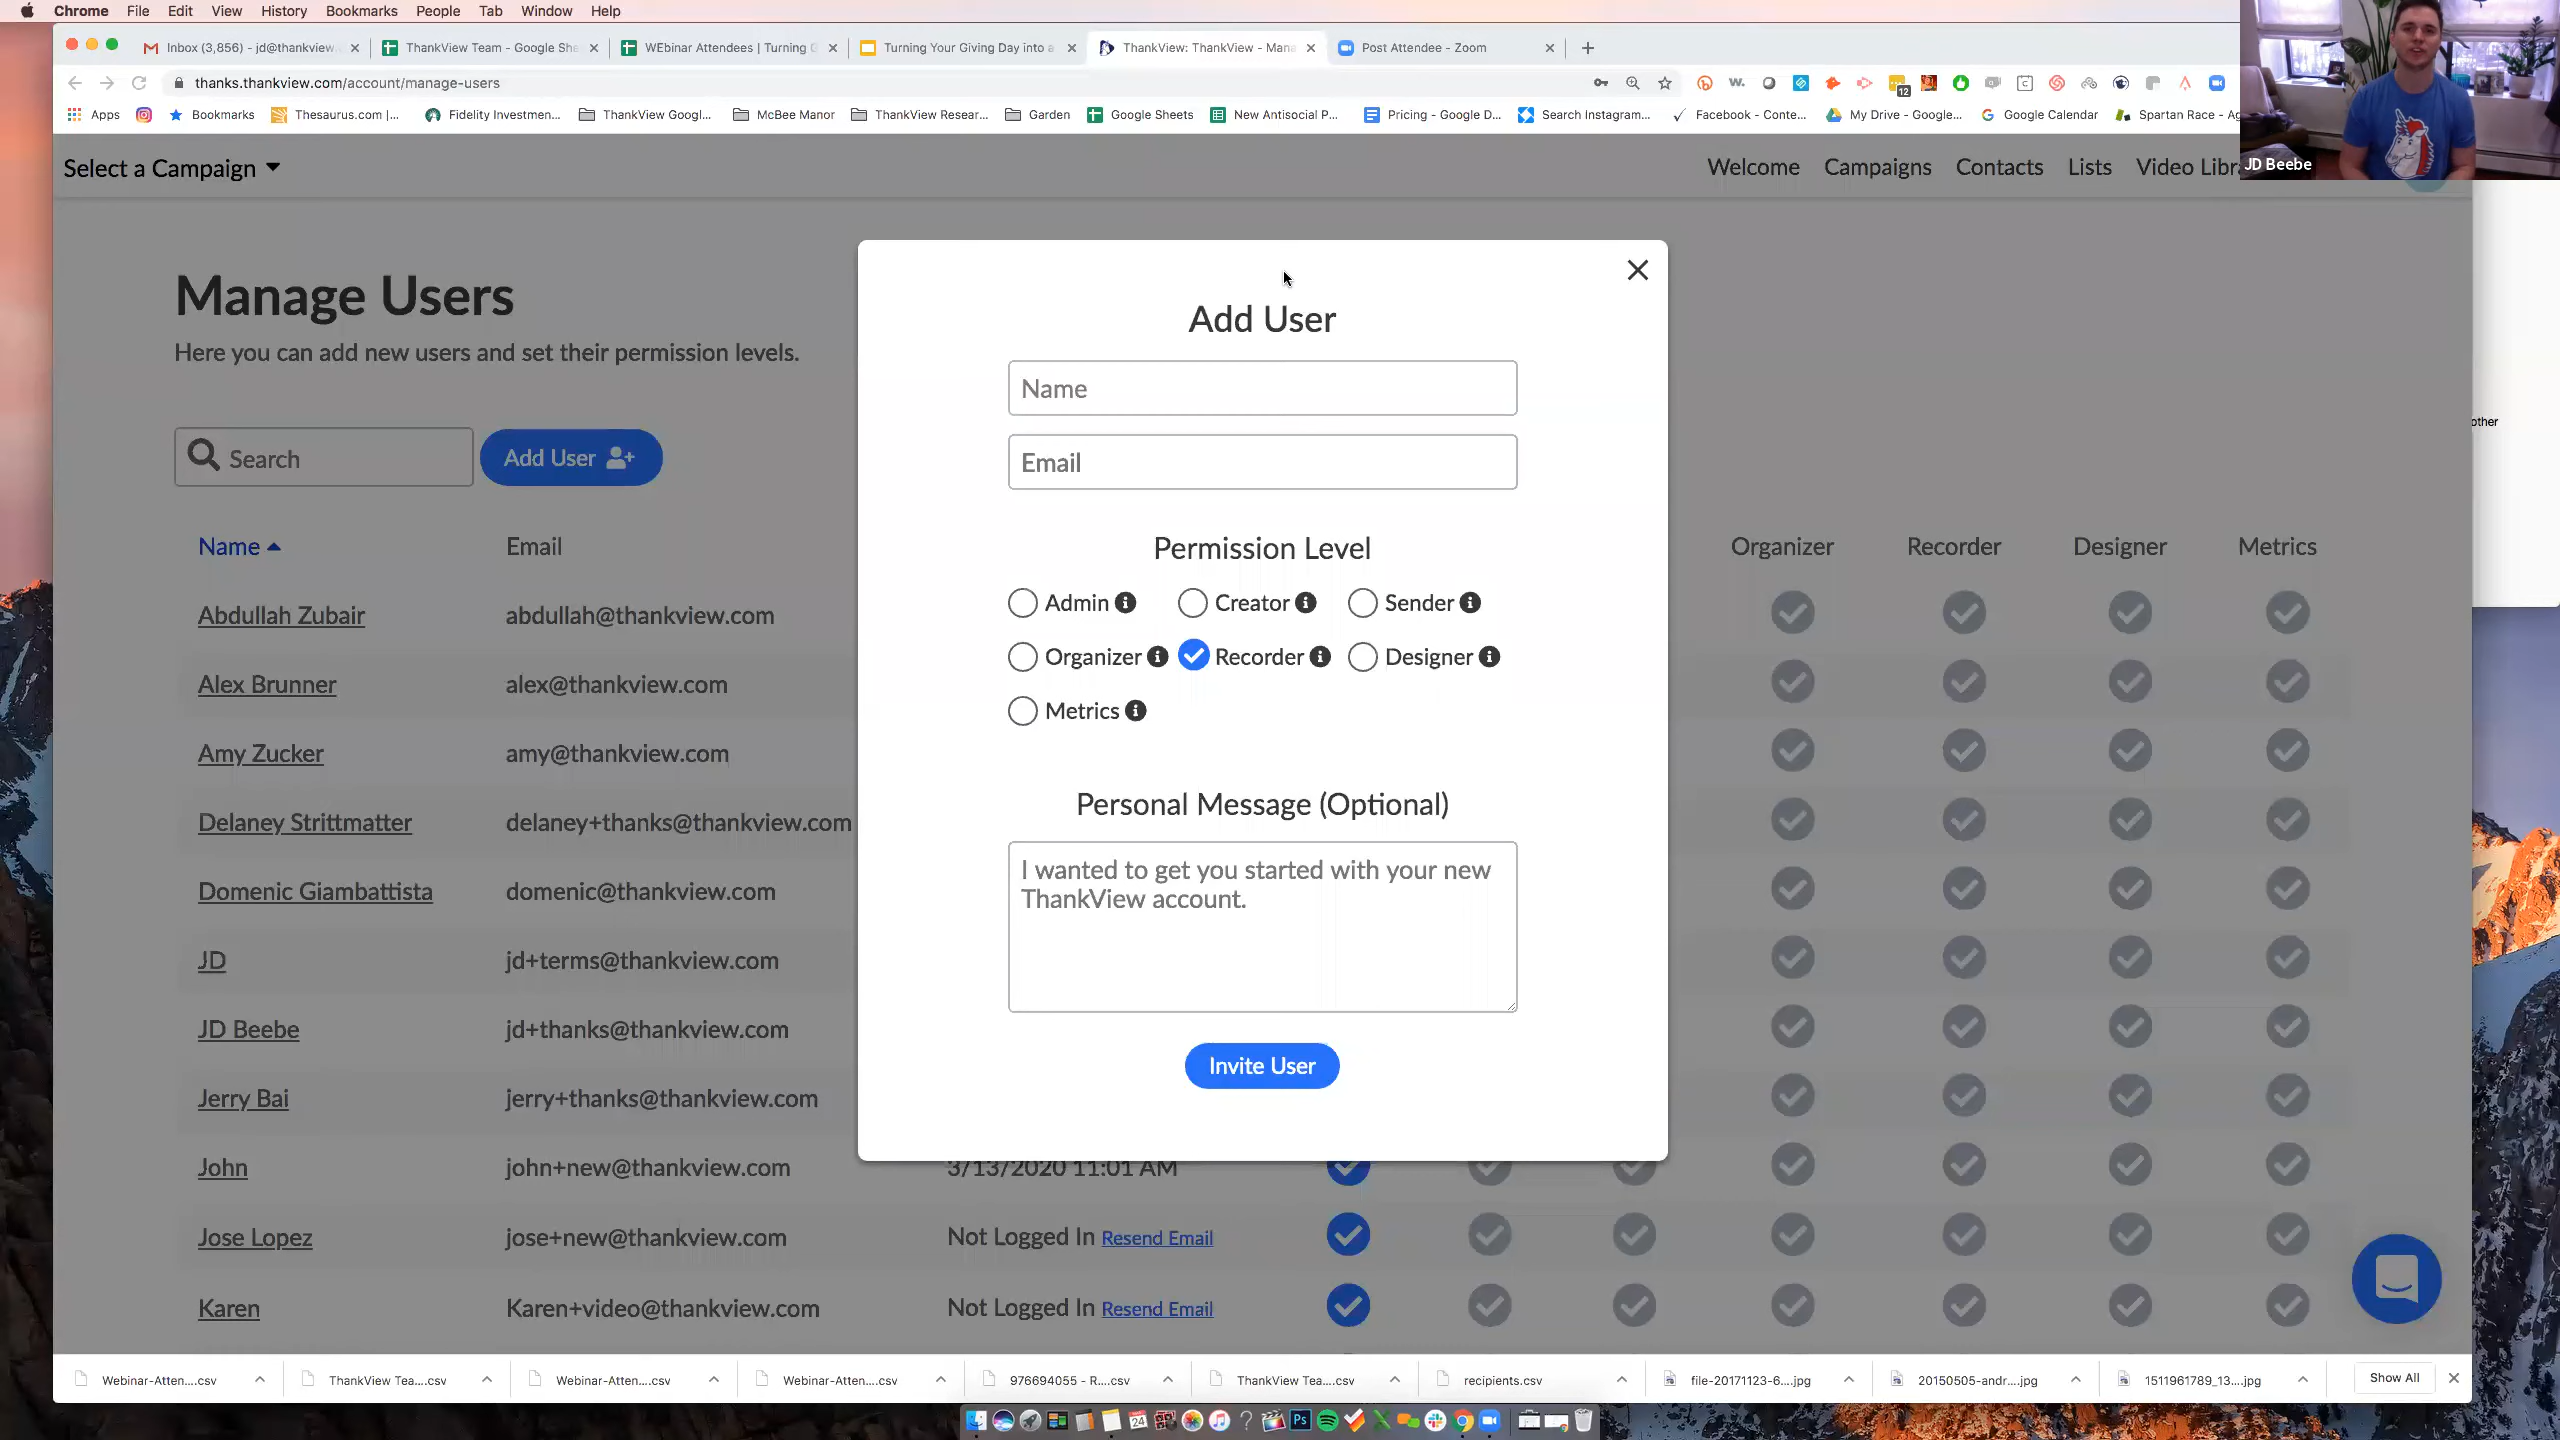 Chrome File Edit View History Bookmarks People Tab Window Help
Inbox (3,856) - jd@thankview.
ThankView Team - Google She
WEbinar Attendees | Turning G
Turning Your Giving Day into a
ThankView: ThankView - Mana
Post Attendee - Zoom
thanks.thankview.com/account/manage-users
12
Apps
Bookmarks
Thesaurus.com |...
Fidelity Investmen...
ThankView Googl...
McBee Manor
ThankView Resear...
Garden
Google Sheets
New Antisocial P...
Pricing - Google D...
Search Instagram...
Facebook - Conte...
My Drive - Google...
Google Calendar
Spartan Race - Ag
JD Beebe
Select a Campaign
Welcome Campaigns Contacts Lists Video Libra
Manage Users
Here you can add new users and set their permission levels.
Search
Add User
Name Email Organizer Recorder Designer Metrics
Abdullah Zubair abdullah@thankview.com
Alex Brunner alex@thankview.com
Amy Zucker amy@thankview.com
Delaney Strittmatter delaney+thanks@thankview.com
Domenic Giambattista domenic@thankview.com
JD jd+terms@thankview.com
JD Beebe jd+thanks@thankview.com
Jerry Bai jerry+thanks@thankview.com
John john+new@thankview.com 3/13/2020 11:01 AM
Jose Lopez jose+new@thankview.com Not Logged In Resend Email
Karen Karen+video@thankview.com Not Logged In Resend Email
Add User
Name
Email
Permission Level
Admin Creator Sender
Organizer Recorder Designer
Metrics
Personal Message (Optional)
I wanted to get you started with your new
ThankView account.
Invite User
other
Webinar-Atten....csv
ThankView Tea....csv
Webinar-Atten....csv
Webinar-Atten....csv
976694055 - R....csv
ThankView Tea....csv
recipients.csv
file-20171123-6....jpg
20150505-andr....jpg
1511961789_13....jpg
Show All
24
Ps